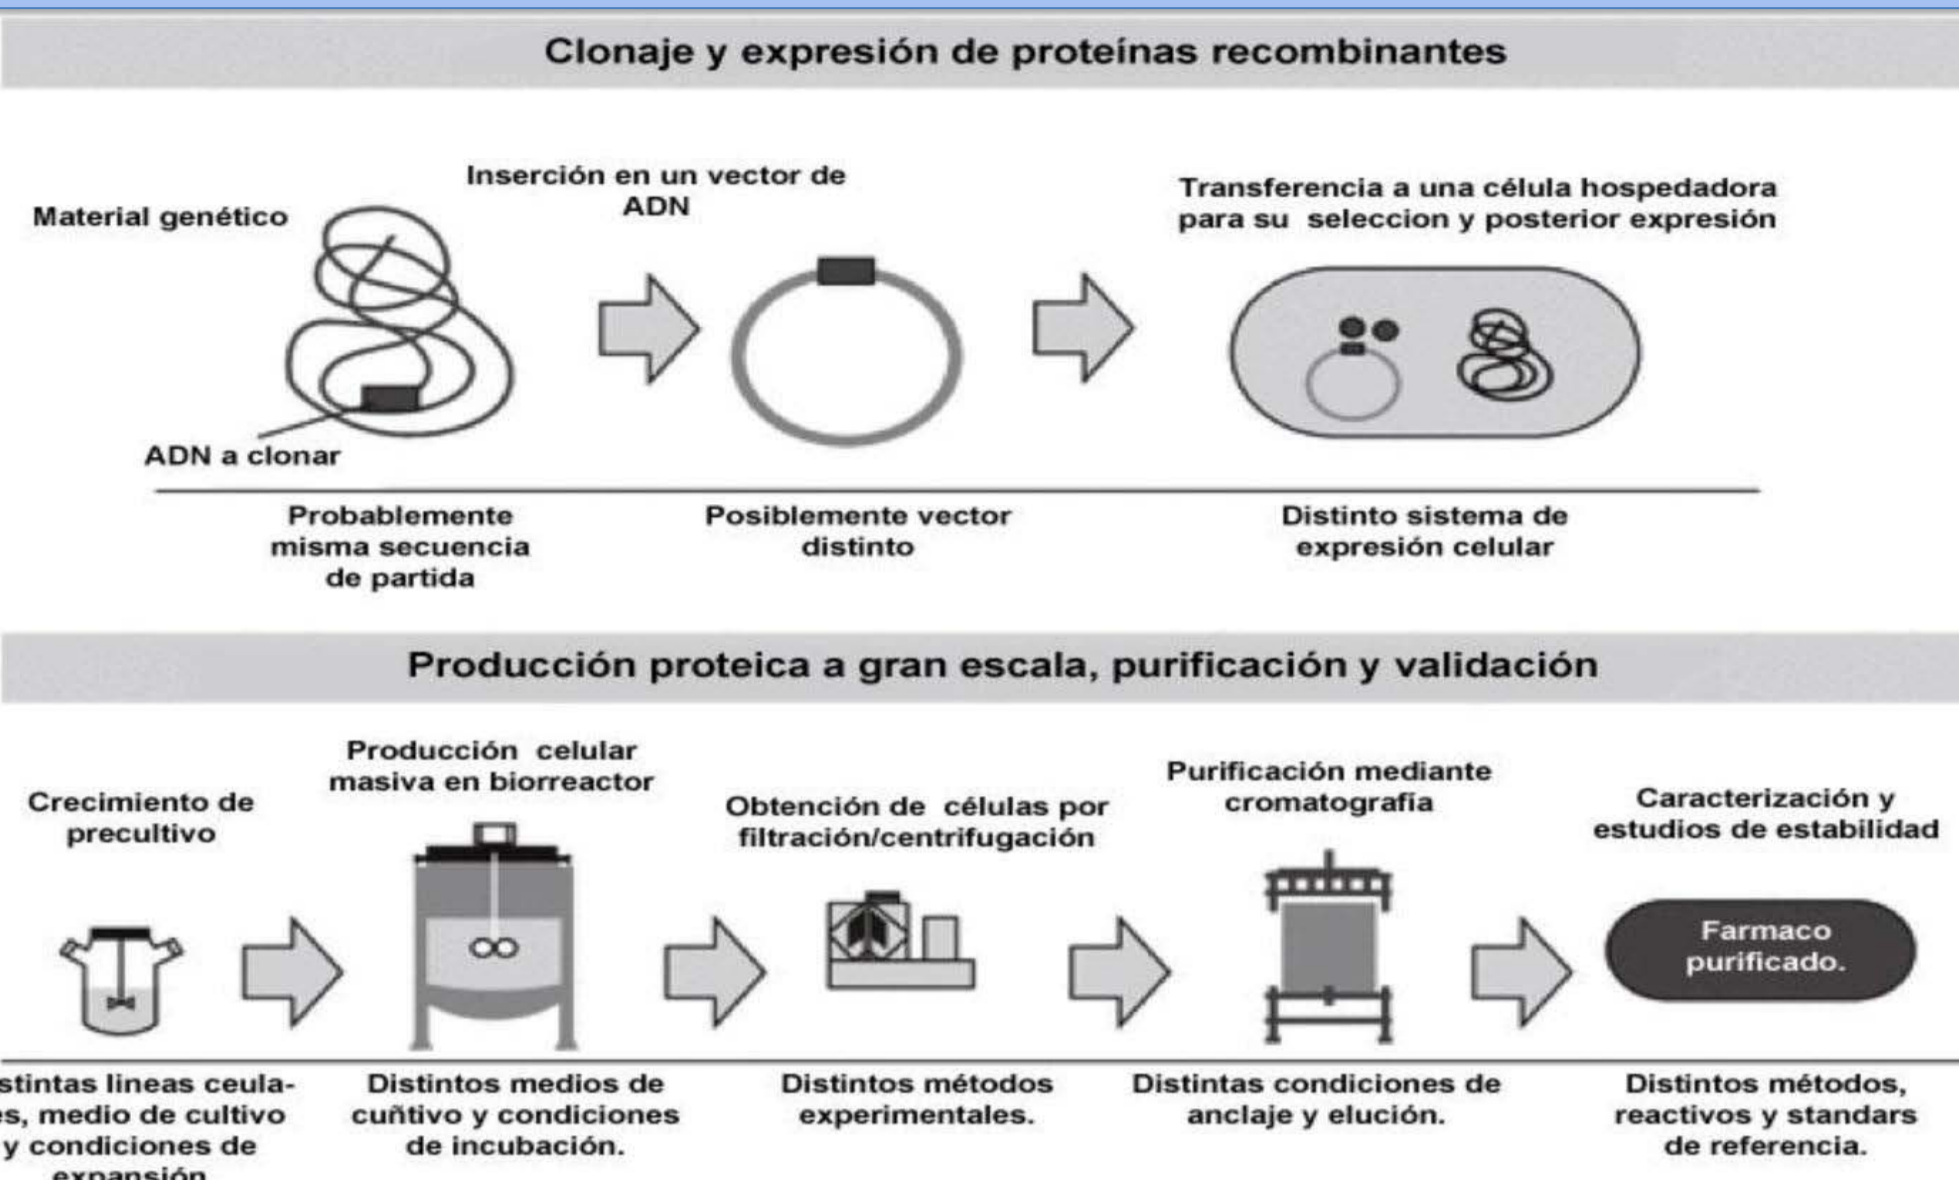 Clonaje y expresión de proteínas recombinantes
Material genético
Inserción en un vector de
ADN
Transferencia a una célula hospedadora
para su seleccion y posterior expresión
ADN a clonar
Probablemente
misma secuencia
de partida
Posiblemente vector
distinto
Distinto sistema de
expresión celular
Producción proteica a gran escala, purificación y validación
Crecimiento de
precultivo
Producción celular
masiva en biorreactor
Obtención de células por
filtración/centrifugación
Purificación mediante
cromatografía
Caracterización y
estudios de estabilidad
Farmaco
purificado.
stintas lineas ceula-
es, medio de cultivo
y condiciones de
expansión
Distintos medios de
cuñtivo y condiciones
de incubación.
Distintos métodos
experimentales.
Distintas condiciones de
anclaje y elución.
Distintos métodos,
reactivos y standars
de referencia.